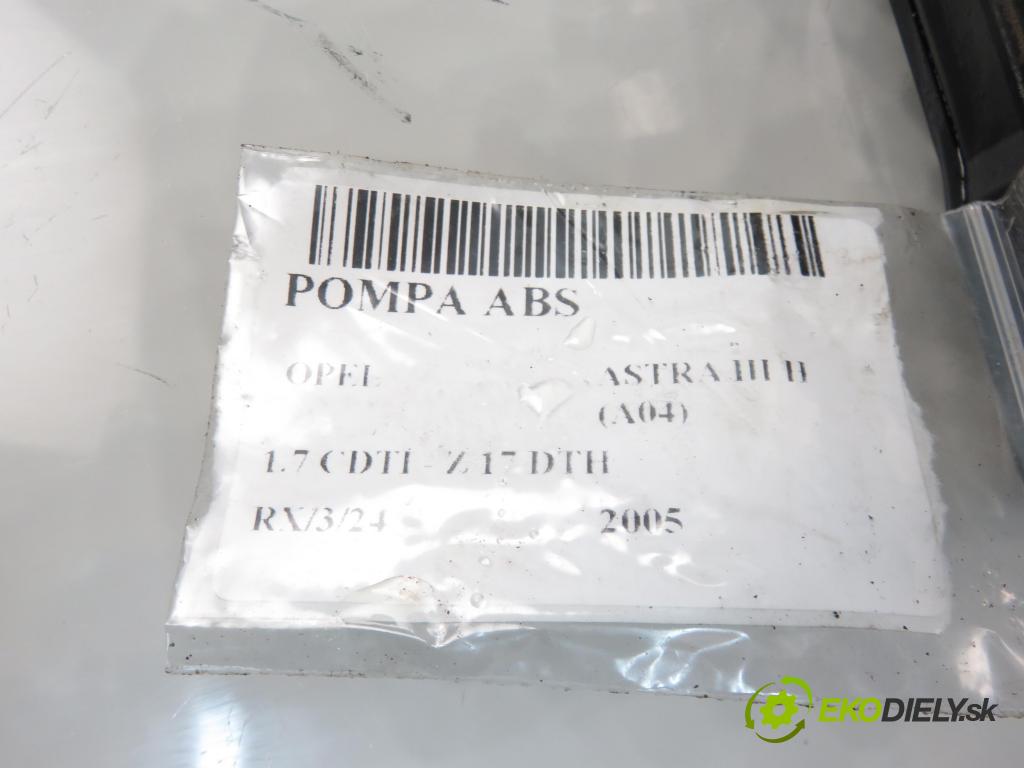 POMPA ABS
OPEL ASTRA III H
(A04)
1.7 CDTI - Z 17 DTH
RX/3/24 2005
EKODIELY.sk